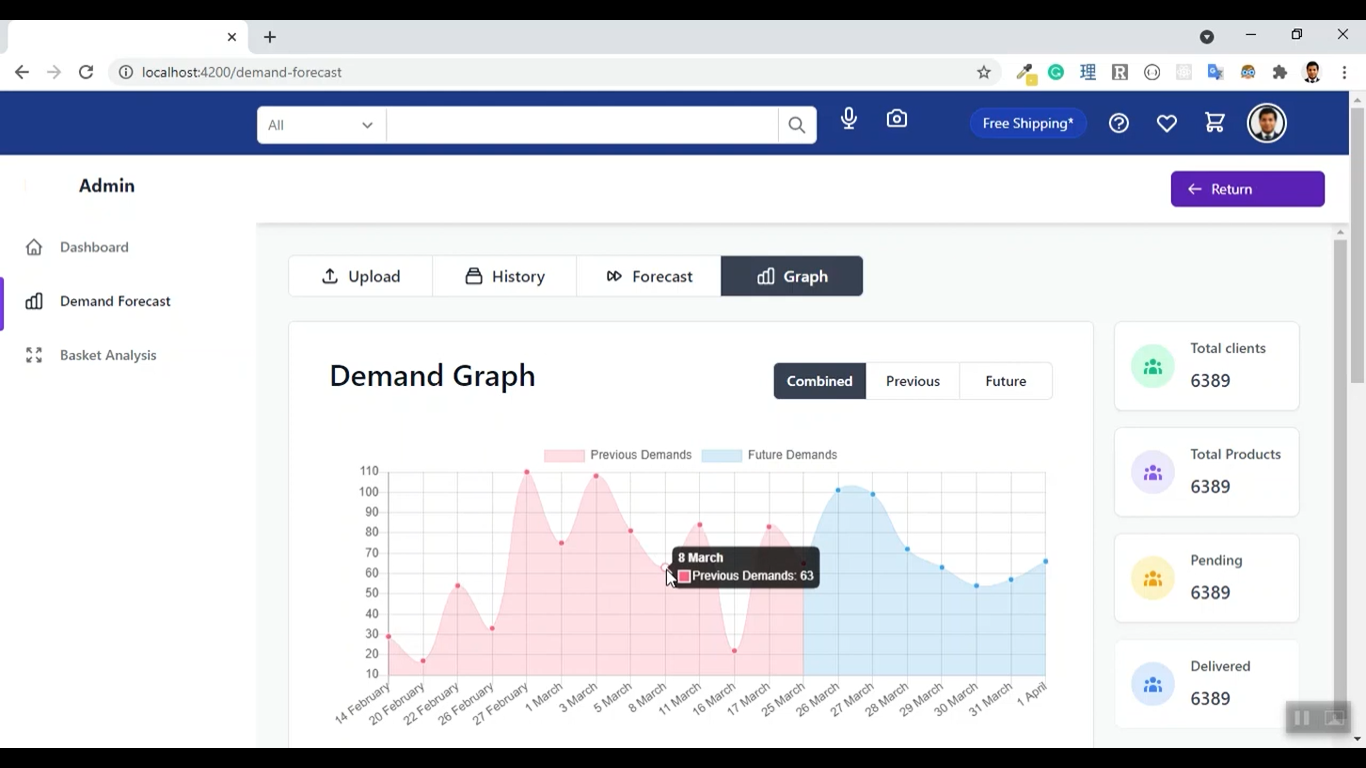 localhost:4200/demand-forecast
All
Free Shipping*
Admin
Return
Dashboard
Demand Forecast
Basket Analysis
Upload
History
Forecast
Graph
Demand Graph
Combined
Previous
Future
Previous Demands
Future Demands
110
100
90
80
70
60
50
40
30
20
10
8 March
Previous Demands: 63
14 February
20 February
22 February
26 February
27 February
1 March
3 March
5 March
8 March
11 March
16 March
17 March
25 March
26 March
27 March
28 March
29 March
30 March
31 March
1 April
Total clients
6389
Total Products
6389
Pending
6389
Delivered
6389